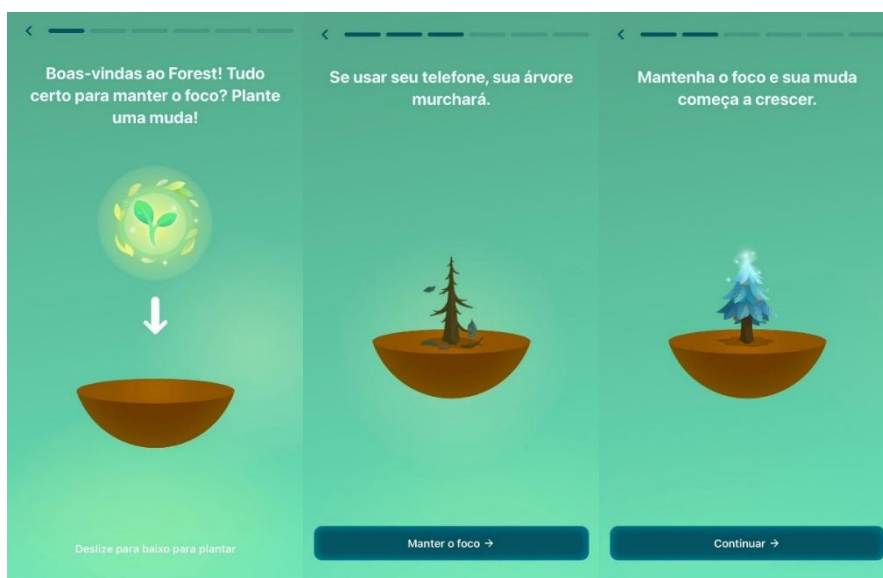 Boas-vindas ao Forest! Tudo
certo para manter o foco? Plante
uma muda!
Deslize para baixo para plantar
Se usar seu telefone, sua árvore
murchará.
Manter o foco →
Mantenha o foco e sua muda
começa a crescer.
Continuar →